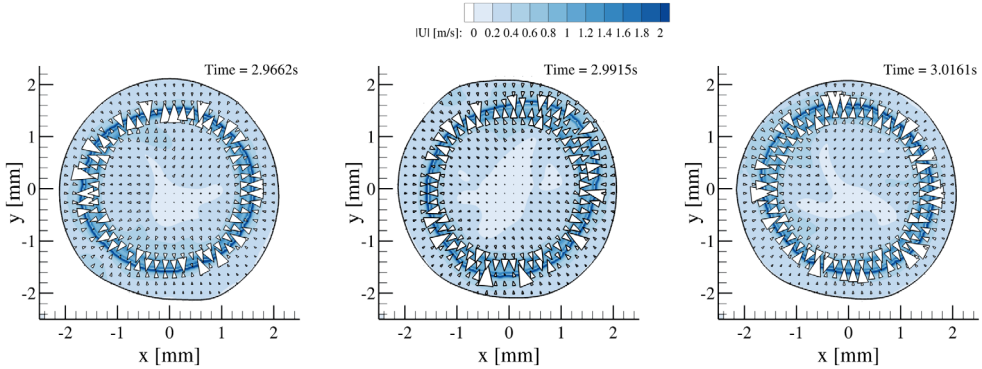 |U| [m/s]: 0 0.2 0.4 0.6 0.8 1 1.2 1.4 1.6 1.8 2
Time = 2.9662s
Time = 2.9915s
Time = 3.0161s
2
1
0
-1
-2
y [mm]
-2 -1 0 1 2
x [mm]
2
1
0
-1
-2
y [mm]
-2 -1 0 1 2
x [mm]
2
1
0
-1
-2
y [mm]
-2 -1 0 1 2
x [mm]